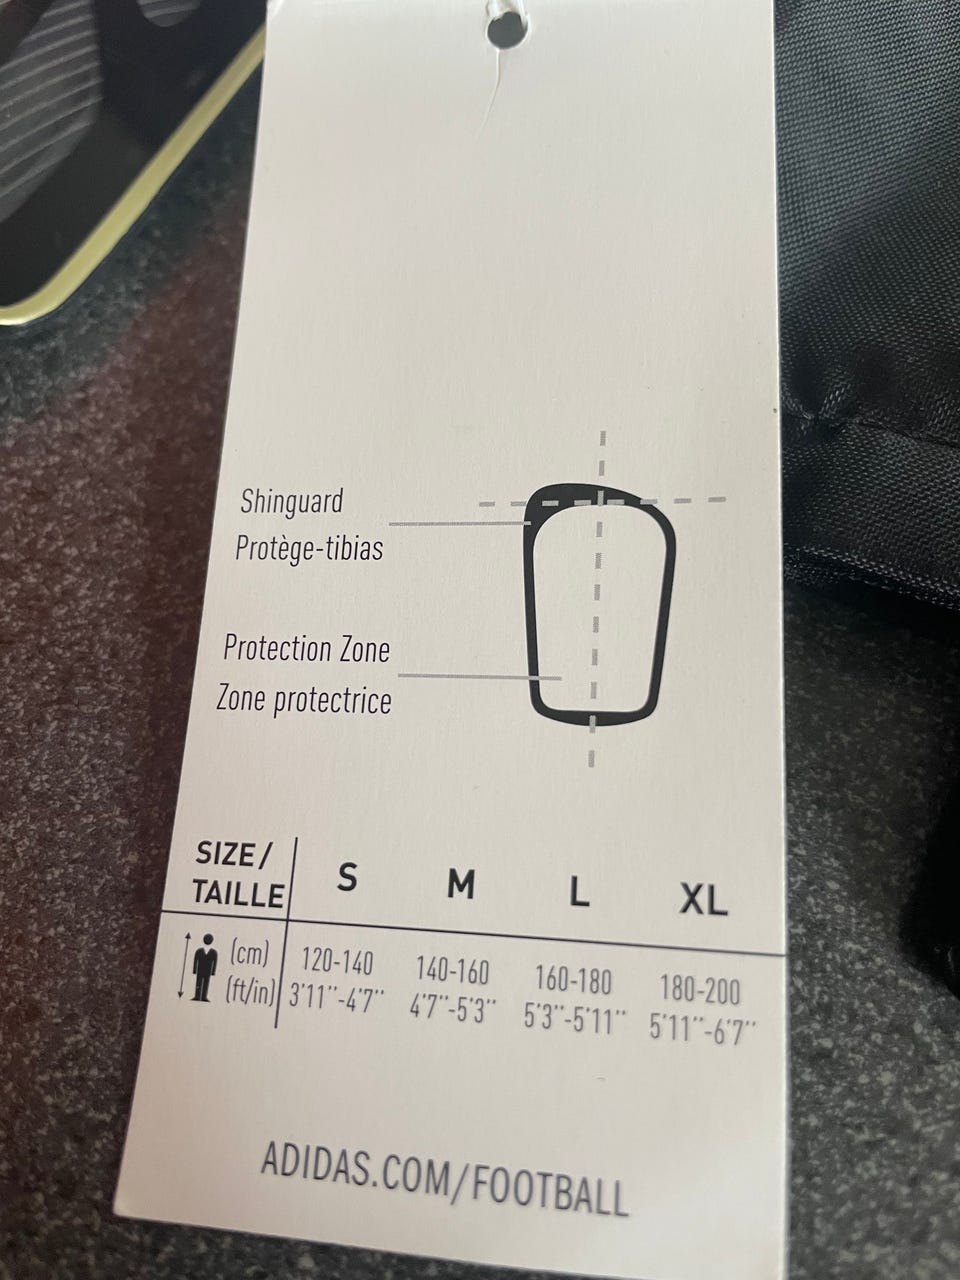 Shinguard
Protège-tibias
Protection Zone
Zone protectrice
SIZE/ S M L XL
TAILLE
(cm) 120-140 140-160 160-180 180-200
(ft/in) 3'11''-4'7'' 4'7''-5'3'' 5'3''-5'11'' 5'11''-6'7''
ADIDAS.COM/FOOTBALL